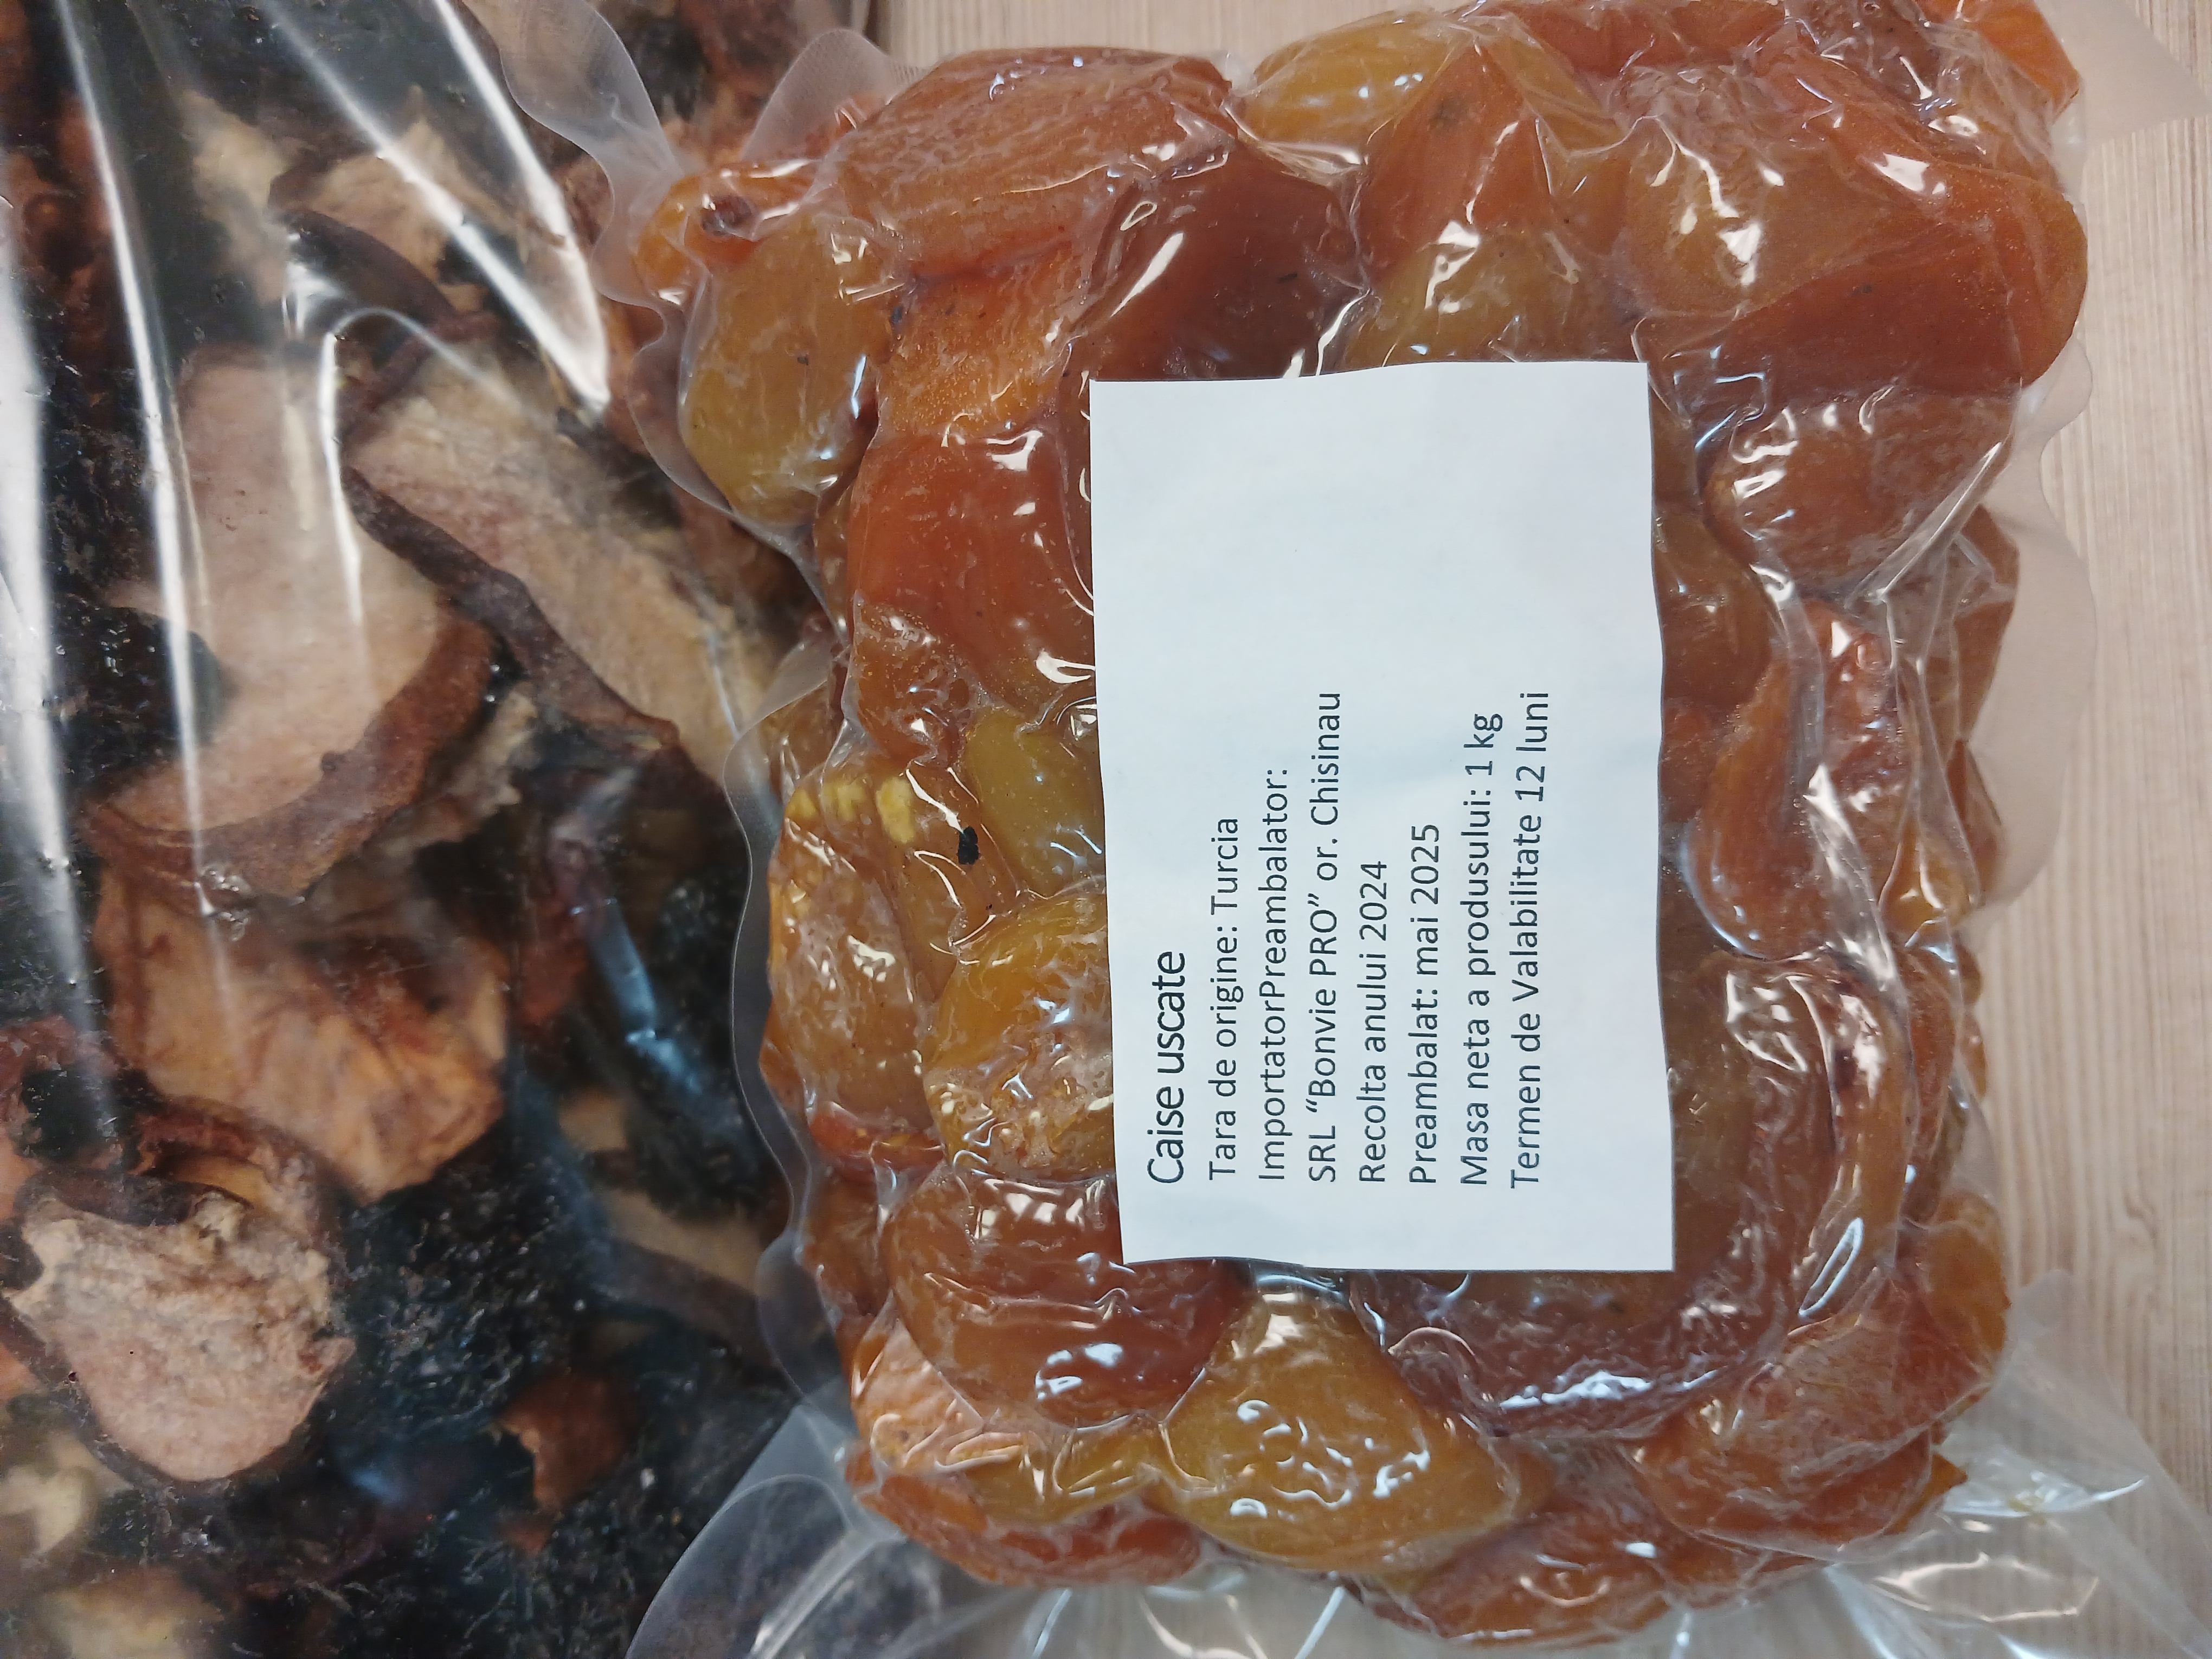 Caise uscate
Tara de origine: Turcia
ImportatorPreambalator:
SRL “Bonvie PRO” or. Chisinau
Recolta anului 2024
Preambalat: mai 2025
Masa neta a produsului: 1 kg
Termen de Valabilitate 12 luni